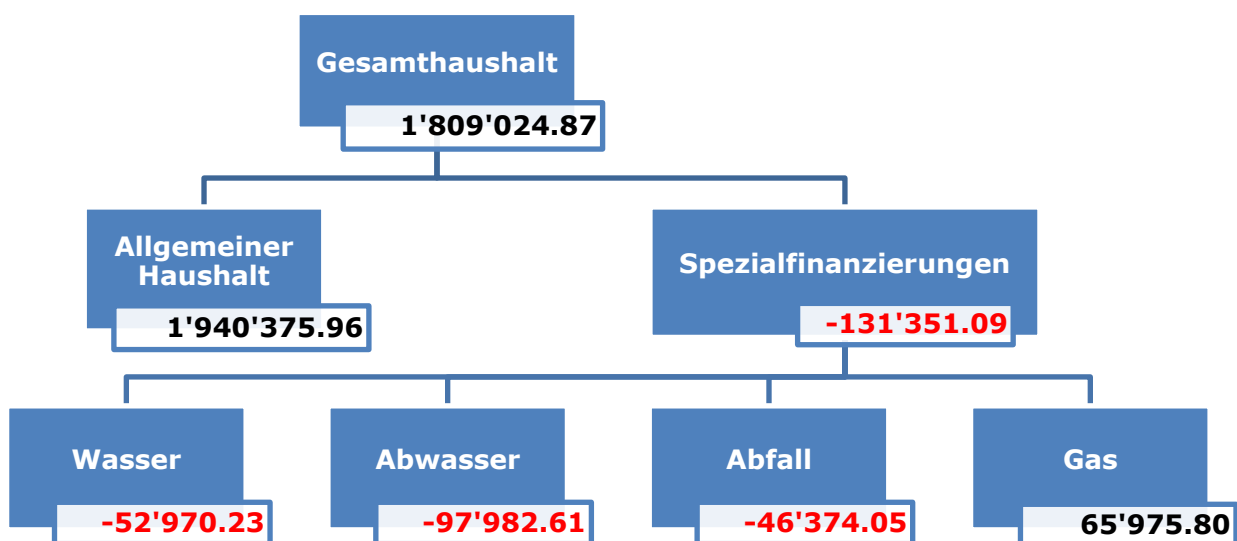 Gesamthaushalt
1'809'024.87
Allgemeiner
Haushalt
1'940'375.96
Spezialfinanzierungen
-131'351.09
Wasser
-52'970.23
Abwasser
-97'982.61
Abfall
-46'374.05
Gas
65'975.80